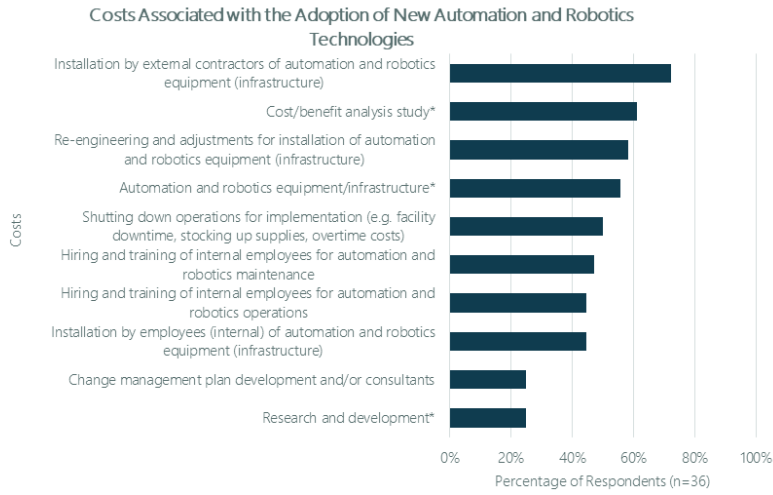 Costs Associated with the Adoption of New Automation and Robotics
Technologies
Installation by external contractors of automation and robotics
equipment (infrastructure)
Cost/benefit analysis study*
Re-engineering and adjustments for installation of automation
and robotics equipment (infrastructure)
Automation and robotics equipment/infrastructure*
Shutting down operations for implementation (e.g. facility
downtime, stocking up supplies, overtime costs)
Hiring and training of internal employees for automation and
robotics maintenance
Hiring and training of internal employees for automation and
robotics operations
Installation by employees (internal) of automation and robotics
equipment (infrastructure)
Change management plan development and/or consultants
Research and development*
Costs
0% 20% 40% 60% 80% 100%
Percentage of Respondents (n=36)